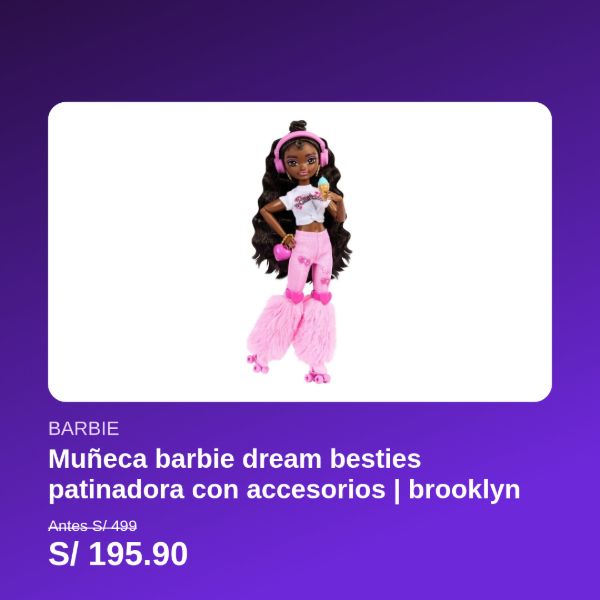 BARBIE
Muñeca barbie dream besties
patinadora con accesorios | brooklyn
Antes S/ 499
S/ 195.90